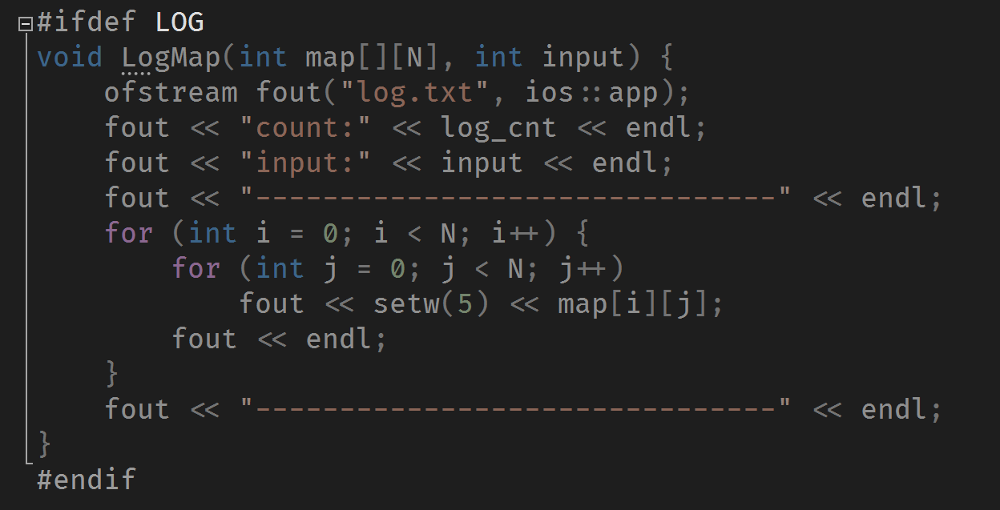 #ifdef LOG
void LogMap(int map[][N], int input) {
    ofstream fout("log.txt", ios::app);
    fout << "count:" << log_cnt << endl;
    fout << "input:" << input << endl;
    fout << "-------------------------------" << endl;
    for (int i = 0; i < N; i++) {
        for (int j = 0; j < N; j++)
            fout << setw(5) << map[i][j];
        fout << endl;
    }
    fout << "-------------------------------" << endl;
}
#endif